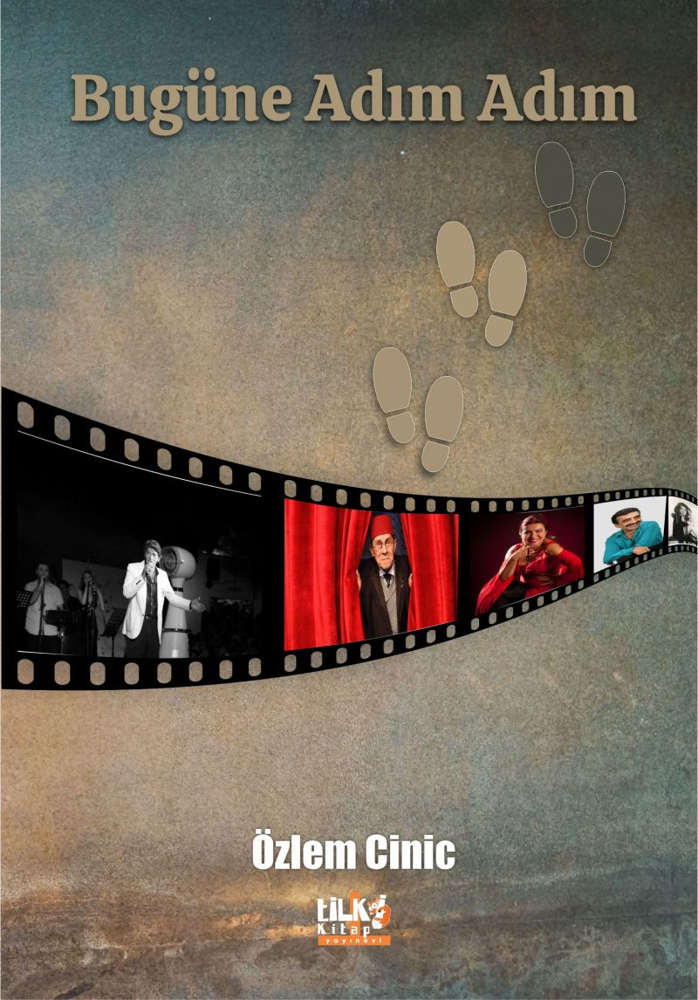 Bugüne Adım Adım
Özlem Cinic
tiLKi
Kitap
yayınevi